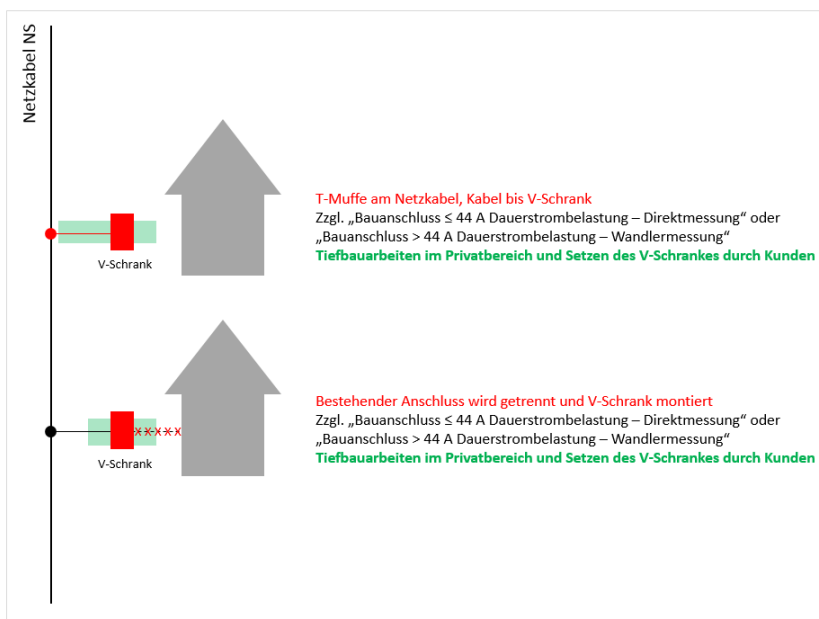 Netzkabel NS
T-Muffe am Netzkabel, Kabel bis V-Schrank
Zzgl. „Bauanschluss ≤ 44 A Dauerstrombelastung – Direktmessung“ oder
„Bauanschluss > 44 A Dauerstrombelastung – Wandlermessung“
Tiefbauarbeiten im Privatbereich und Setzen des V-Schrankes durch Kunden
V-Schrank
Bestehender Anschluss wird getrennt und V-Schrank montiert
Zzgl. „Bauanschluss ≤ 44 A Dauerstrombelastung – Direktmessung“ oder
„Bauanschluss > 44 A Dauerstrombelastung – Wandlermessung“
Tiefbauarbeiten im Privatbereich und Setzen des V-Schrankes durch Kunden
x-x-x-x-x
V-Schrank